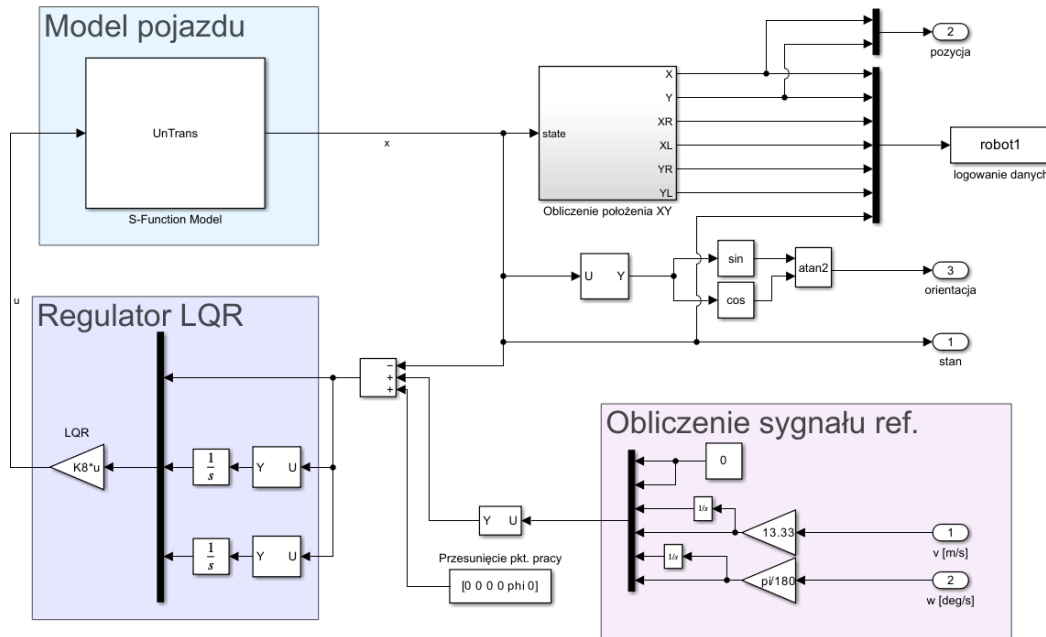 Model pojazdu
UnTrans
S-Function Model
x
state
X
Y
XR
XL
YR
YL
Obliczenie położenia XY
2
pozycja
robot1
logowanie danych
U Y
sin
cos
atan2
3
orientacja
1
stan
u
Regulator LQR
LQR
K8*u
1
s
Y U
1
s
Y U
−
+
+
Y U
Przesunięcie pkt. pracy
[0 0 0 0 phi 0]
Obliczenie sygnału ref.
0
1/s
13.33
1
v [m/s]
1/s
pi/180
2
w [deg/s]